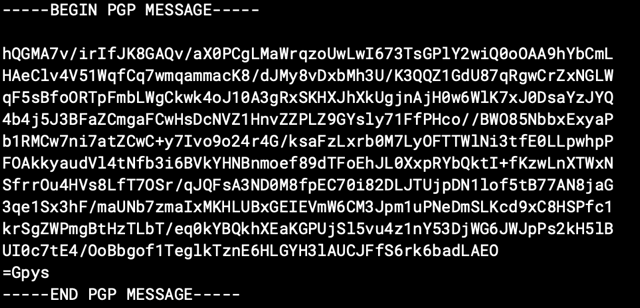 -----BEGIN PGP MESSAGE-----

hQGMA7v/irIfJK8GAQv/aX0PCgLMaWrqzoUwLwI673TsGPlY2wiQ0oOAA9hYbCmL
HAeClv4V51WqfCq7wmqammacK8/dJMy8vDxbMh3U/K3QQZ1GdU87qRgwCrZxNGLW
qF5sBfoORTpFmbLWgCkwk4oJ10A3gRxSKHXJhXkUgjnAjH0w6WlK7xJ0DsaYzJYQ
4b4j5J3BFaZCmgaFCwHsDcNVZ1HnvZZPLZ9GYsly71FfPHco//BWO85NbbxExyaP
b1RMCw7ni7atZCwC+y7Ivo9o24r4G/ksaFzLxrb0M7LyOFTTWlNi3tfE0LLpwhpP
FOAkkyaudVl4tNfb3i6BVkYHNBnmoef89dTFoEhJL0XxpRYbQktI+fKzwLnXTWxN
SfrrOu4HVs8LfT7OSr/qJQFsA3ND0M8fpEC70i82DLJTUjpDN1lof5tB77AN8jaG
3qe1Sx3hF/maUNb7zmaIxMKHLUBxGEIEVmW6CM3Jpm1uPNeDmSLKcd9xC8HSPfc1
krSgZWPmgBtHzTLbT/eq0kYBQkhXEaKGPUjSl5vu4z1nY53DjWG6JWJpPs2kH5lB
UI0c7tE4/OoBbgof1TeglkTznE6HLGYH3lAUCJFfS6rk6badLAEO
=Gpys
-----END PGP MESSAGE-----